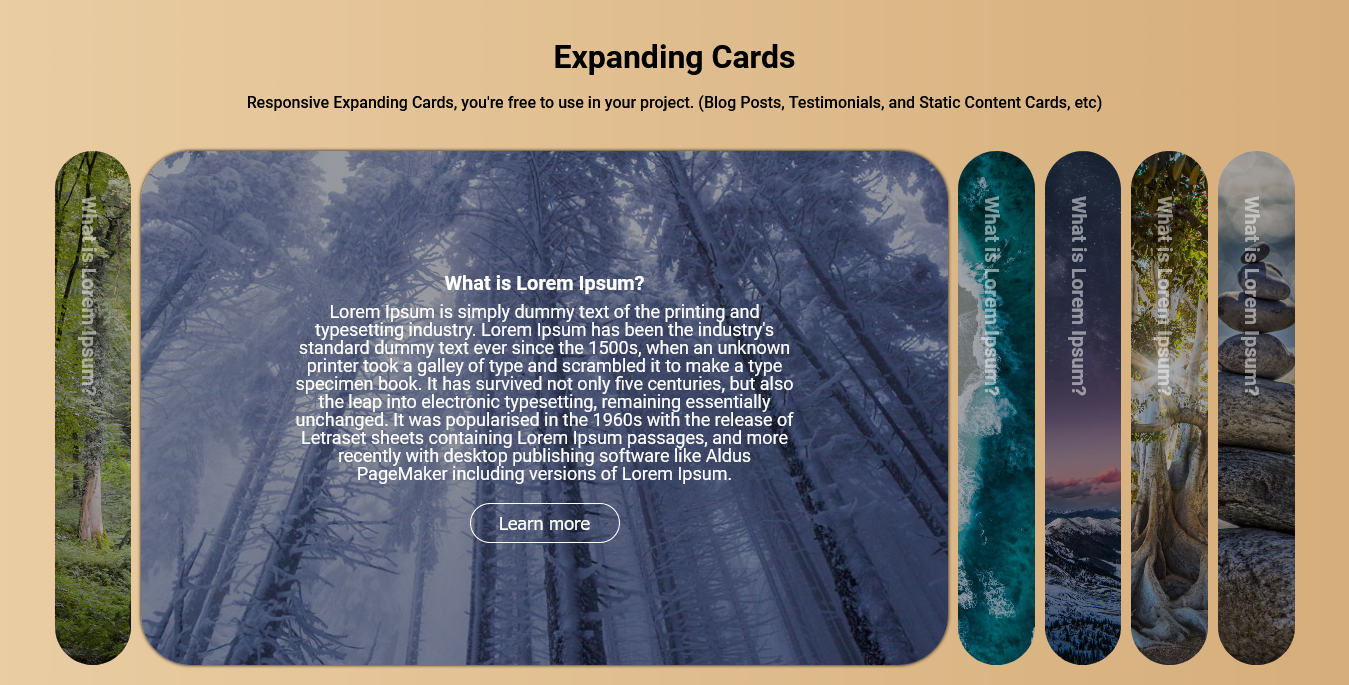 Expanding Cards
Responsive Expanding Cards, you're free to use in your project. (Blog Posts, Testimonials, and Static Content Cards, etc)
What is Lorem Ipsum?
What is Lorem Ipsum?
Lorem Ipsum is simply dummy text of the printing and
typesetting industry. Lorem Ipsum has been the industry's
standard dummy text ever since the 1500s, when an unknown
printer took a galley of type and scrambled it to make a type
specimen book. It has survived not only five centuries, but also
the leap into electronic typesetting, remaining essentially
unchanged. It was popularised in the 1960s with the release of
Letraset sheets containing Lorem Ipsum passages, and more
recently with desktop publishing software like Aldus
PageMaker including versions of Lorem Ipsum.
Learn more
What is Lorem Ipsum?
What is Lorem Ipsum?
What is Lorem Ipsum?
What is Lorem Ipsum?